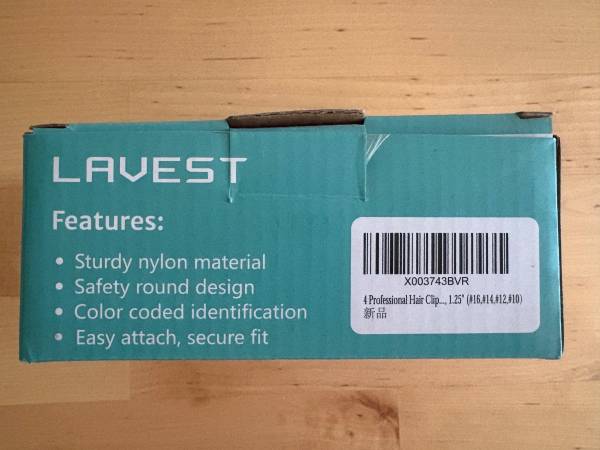 LAVEST
Features:
• Sturdy nylon material
• Safety round design
• Color coded identification
• Easy attach, secure fit
X003743BVR
4 Professional Hair Clip..., 1.25" (#16,#14,#12,#10)
新品